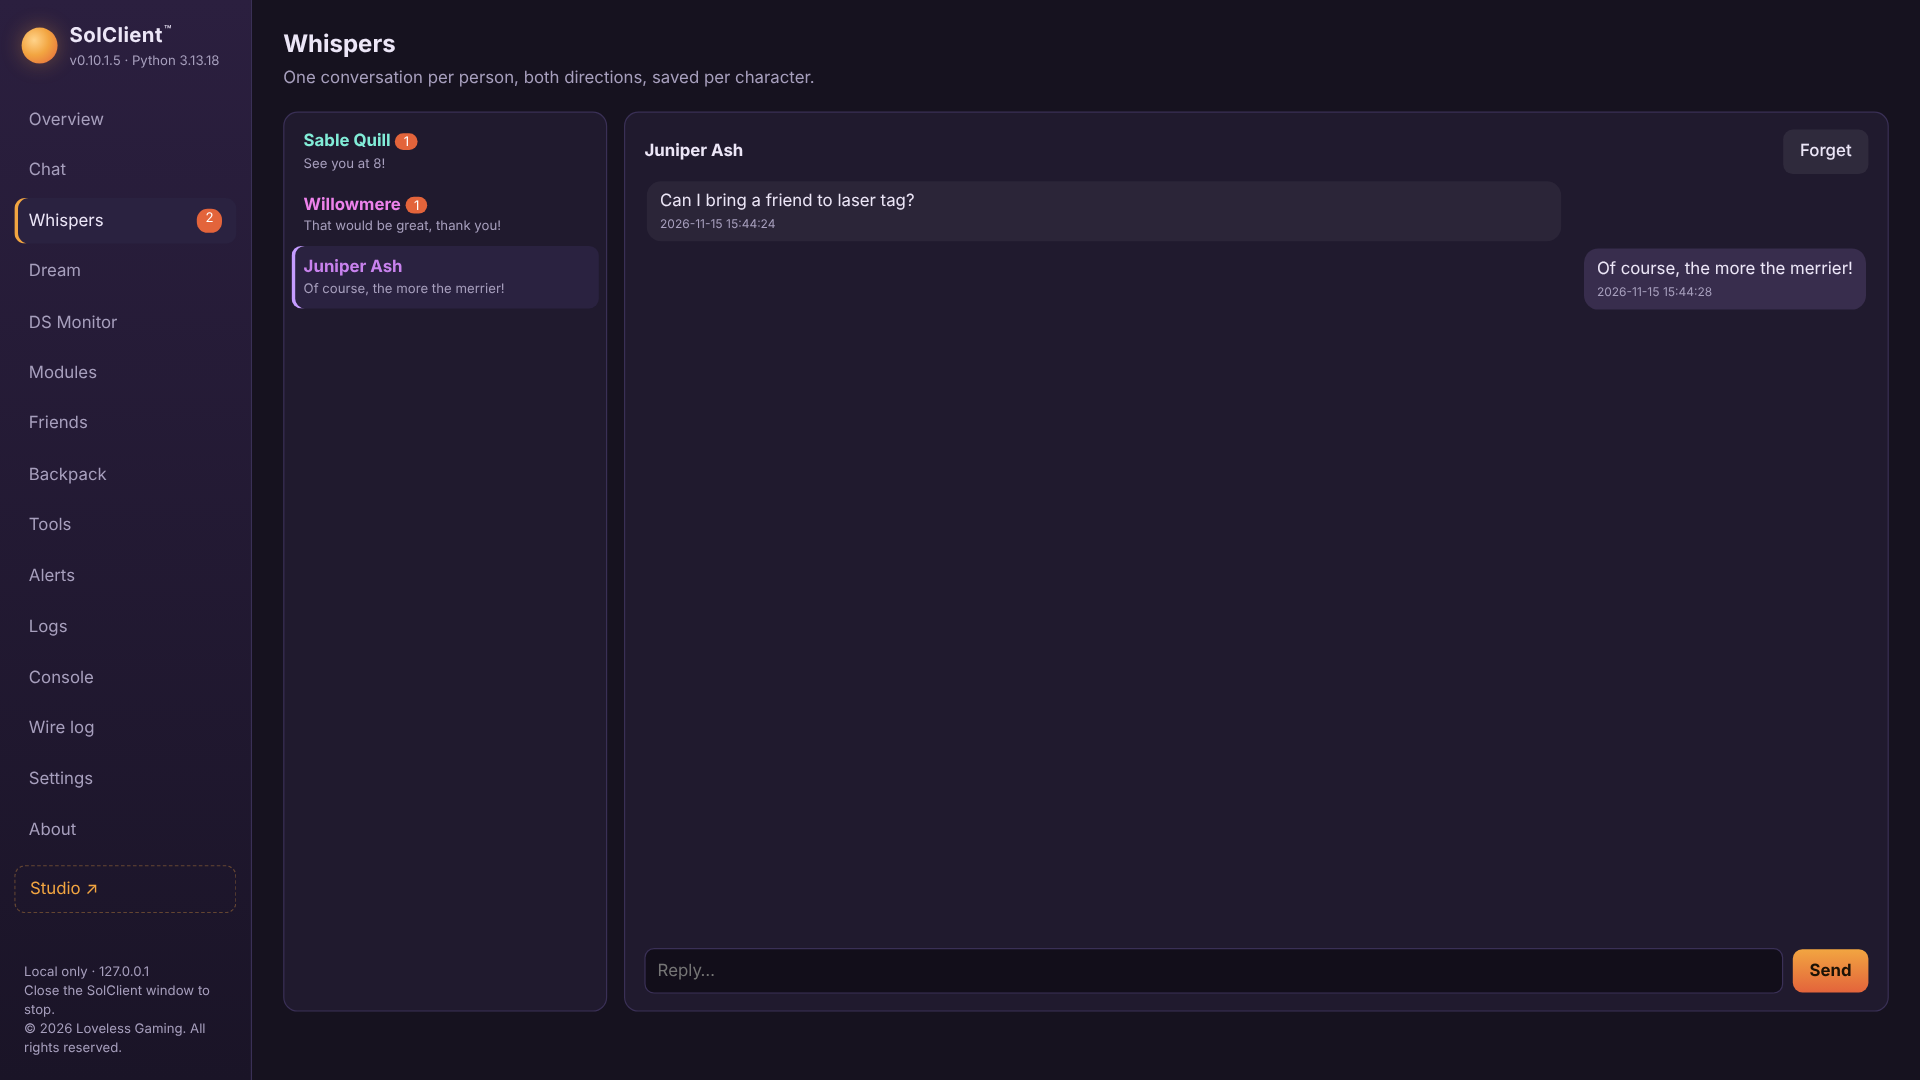 SolClient™
v0.10.1.5 · Python 3.13.18
Overview
Chat
Whispers
2
Dream
DS Monitor
Modules
Friends
Backpack
Tools
Alerts
Logs
Console
Wire log
Settings
About
Studio ↗
Local only · 127.0.0.1
Close the SolClient window to
stop.
© 2026 Loveless Gaming. All
rights reserved.
Whispers
One conversation per person, both directions, saved per character.
Sable Quill 1
See you at 8!
Willowmere 1
That would be great, thank you!
Juniper Ash
Of course, the more the merrier!
Juniper Ash
Forget
Can I bring a friend to laser tag?
2026-11-15 15:44:24
Of course, the more the merrier!
2026-11-15 15:44:28
Reply...
Send